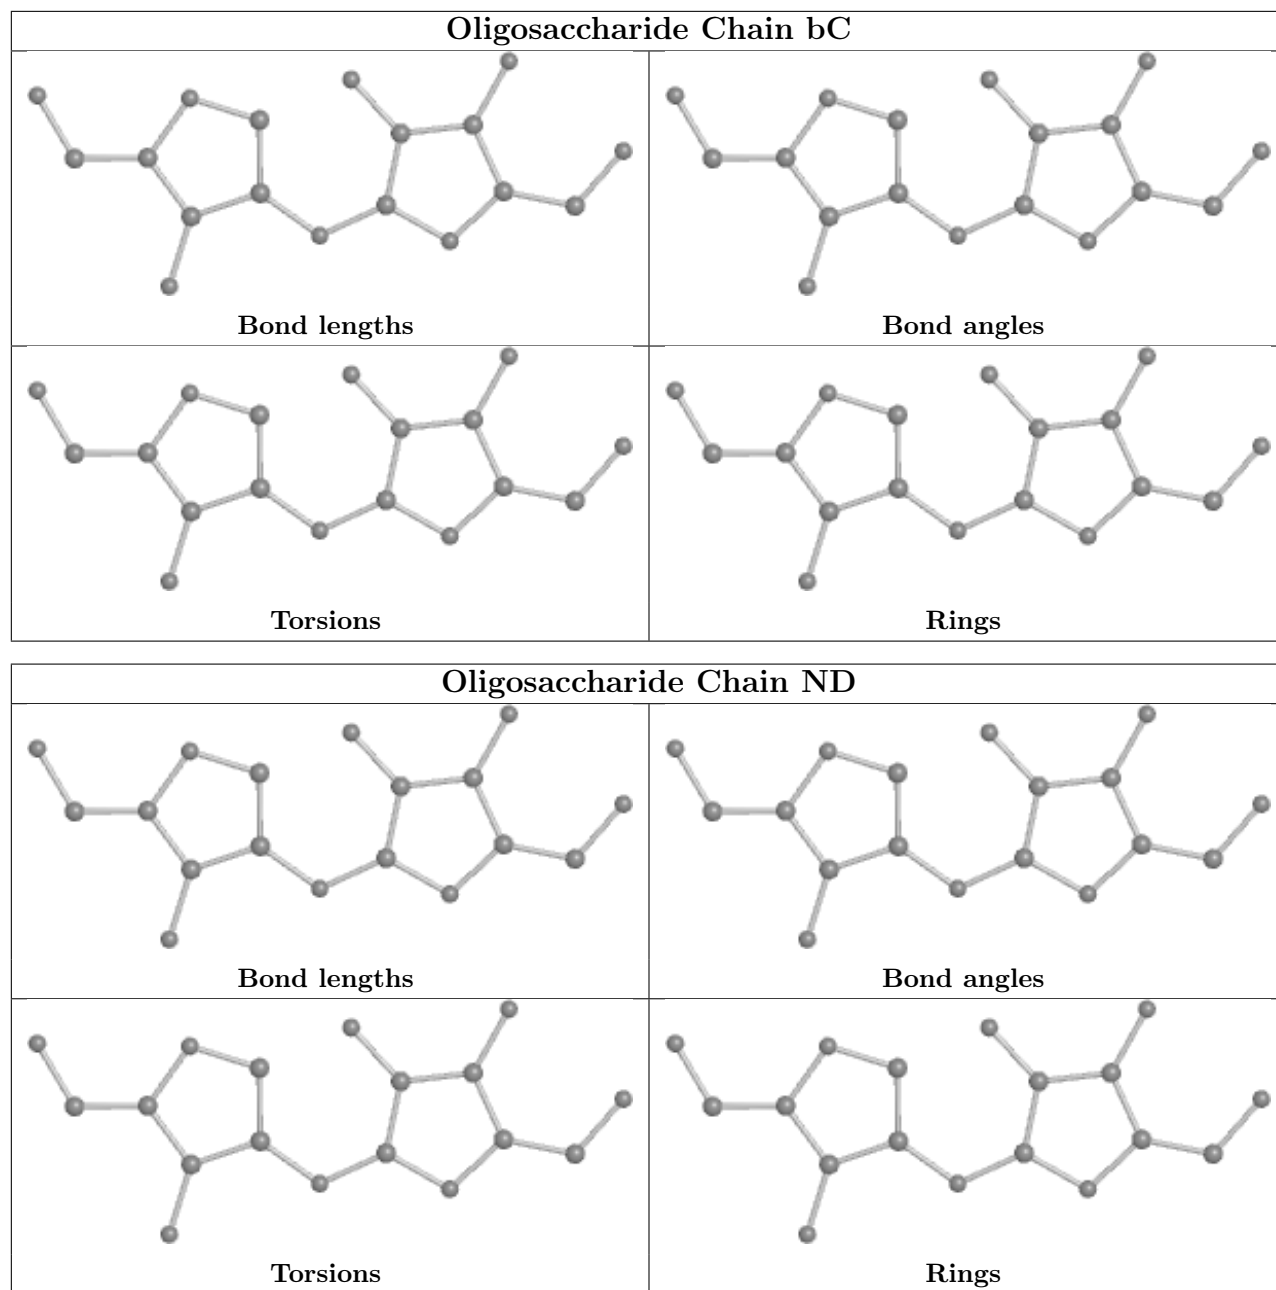 Oligosaccharide Chain bC
Bond lengths
Bond angles
Torsions
Rings
Oligosaccharide Chain ND
Bond lengths
Bond angles
Torsions
Rings